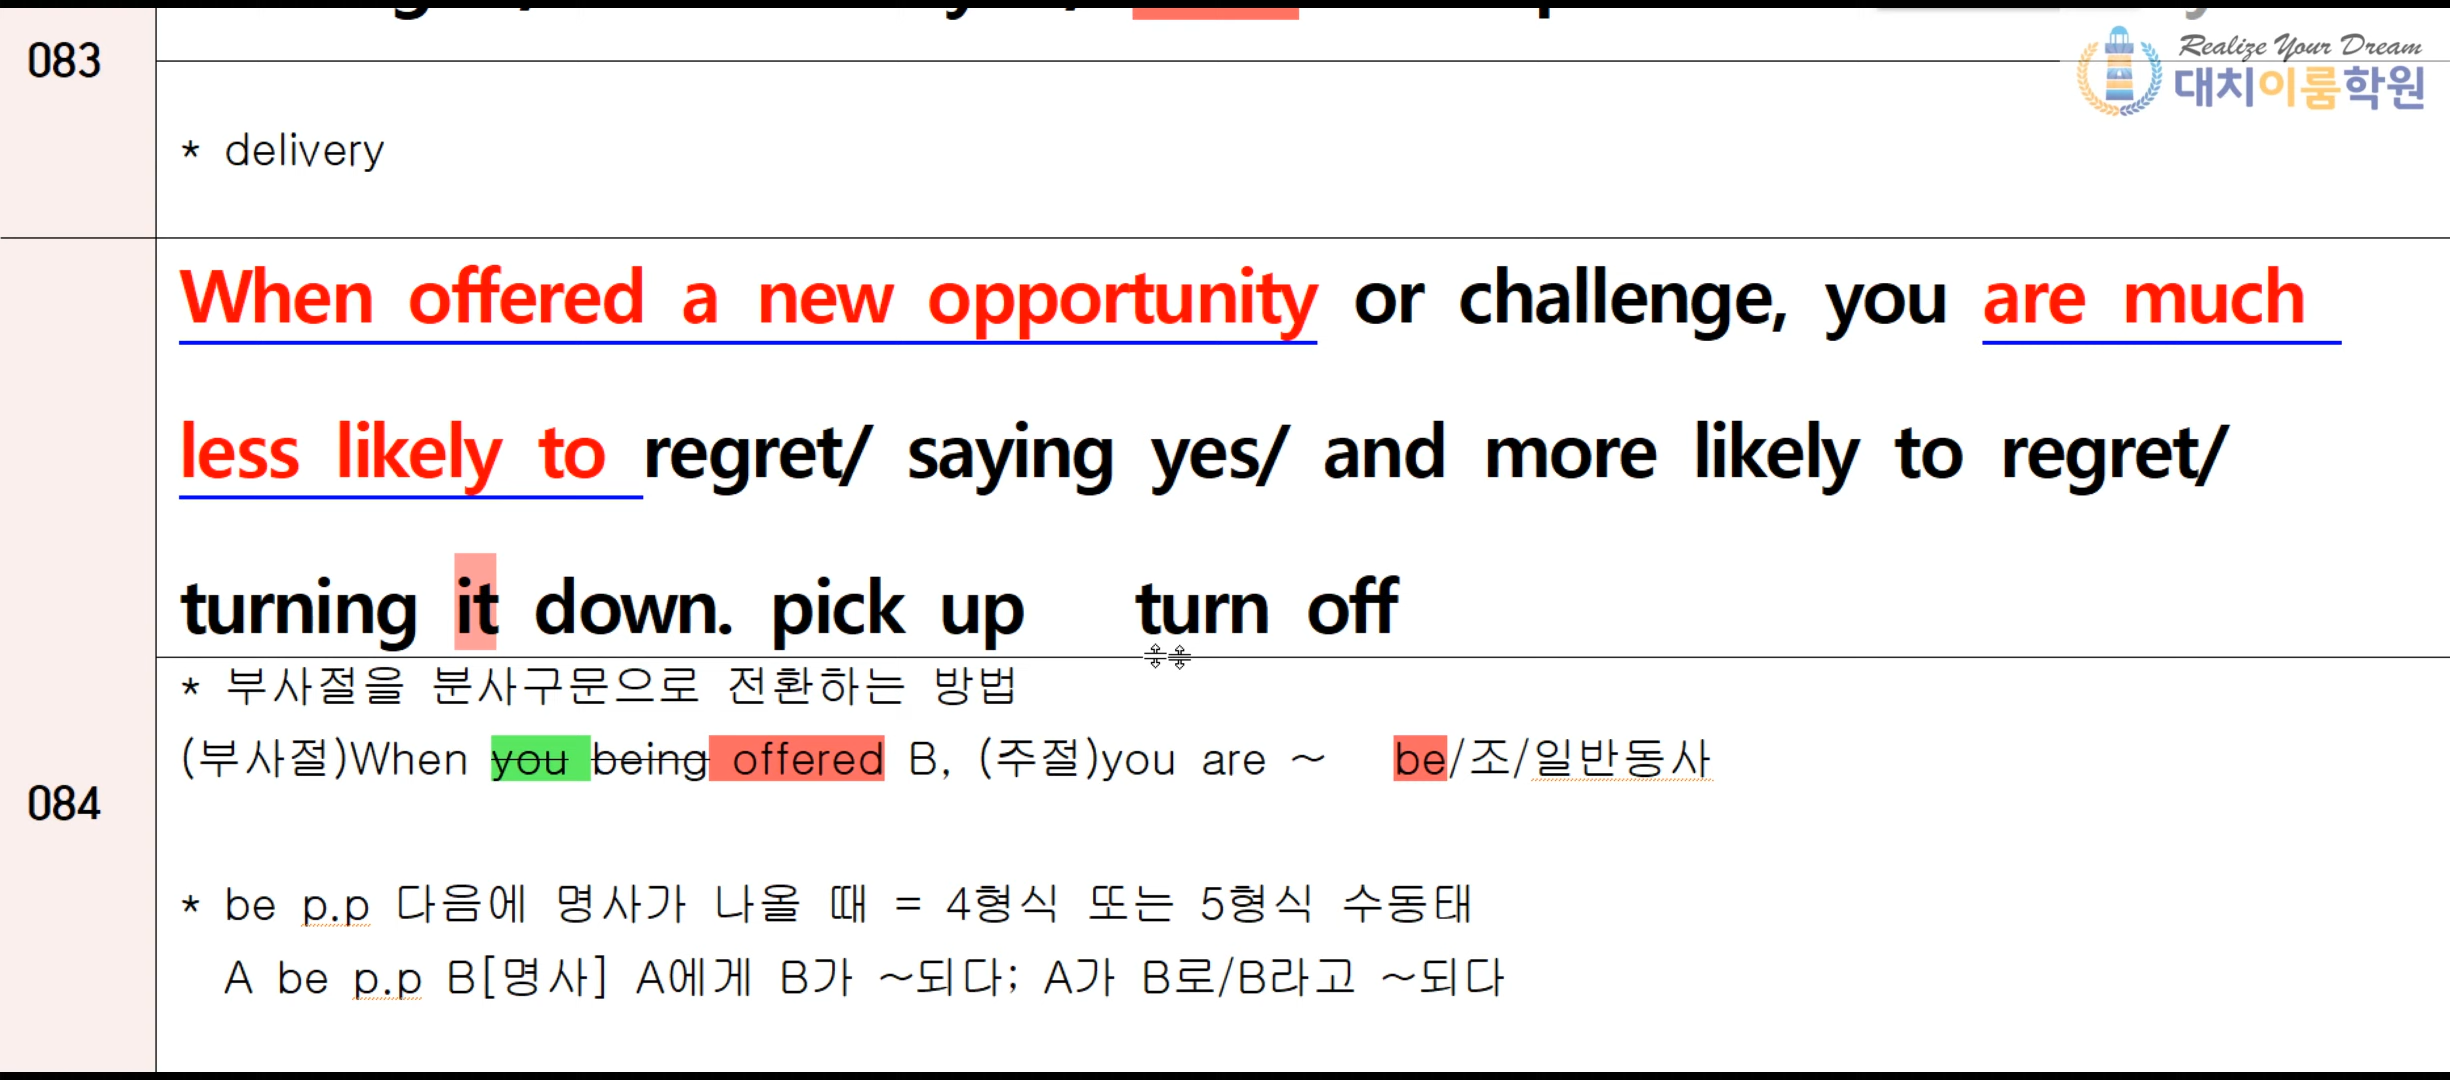 083
Realize Your Dream
대치이룸학원
* delivery
When offered a new opportunity or challenge, you are much
less likely to regret/ saying yes/ and more likely to regret/
turning it down. pick up turn off
* 부사절을 분사구문으로 전환하는 방법
(부사절)When you being offered B, (주절)you are ~ be/조/일반동사
084
* be p.p 다음에 명사가 나올 때 = 4형식 또는 5형식 수동태
A be p.p B[명사] A에게 B가 ~되다; A가 B로/B라고 ~되다